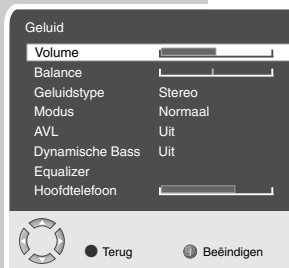 Geluid
Volume
Balance
Geluidstype Stereo
Modus Normaal
AVL Uit
Dynamische Bass Uit
Equalizer
Hoofdtelefoon
Terug Beëindigen